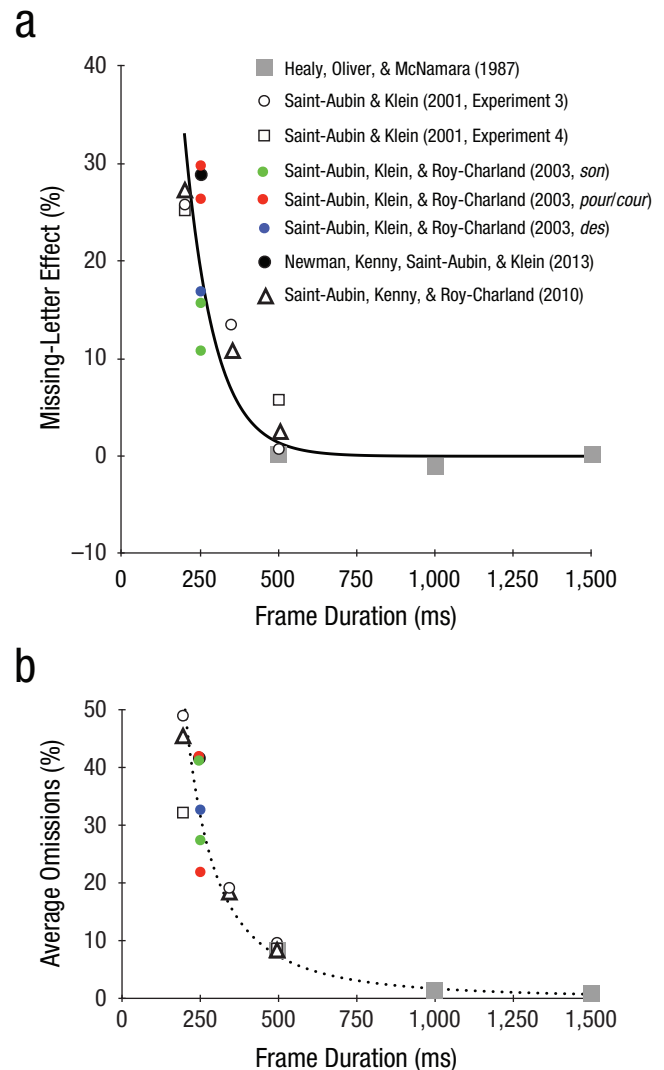 a
40
30
20
10
0
–10
Missing-Letter Effect (%)
Healy, Oliver, & McNamara (1987)
Saint-Aubin & Klein (2001, Experiment 3)
Saint-Aubin & Klein (2001, Experiment 4)
Saint-Aubin, Klein, & Roy-Charland (2003, son)
Saint-Aubin, Klein, & Roy-Charland (2003, pour/cour)
Saint-Aubin, Klein, & Roy-Charland (2003, des)
Newman, Kenny, Saint-Aubin, & Klein (2013)
Saint-Aubin, Kenny, & Roy-Charland (2010)
0 250 500 750 1,000 1,250 1,500
Frame Duration (ms)
b
50
40
30
20
10
0
Average Omissions (%)
0 250 500 750 1,000 1,250 1,500
Frame Duration (ms)